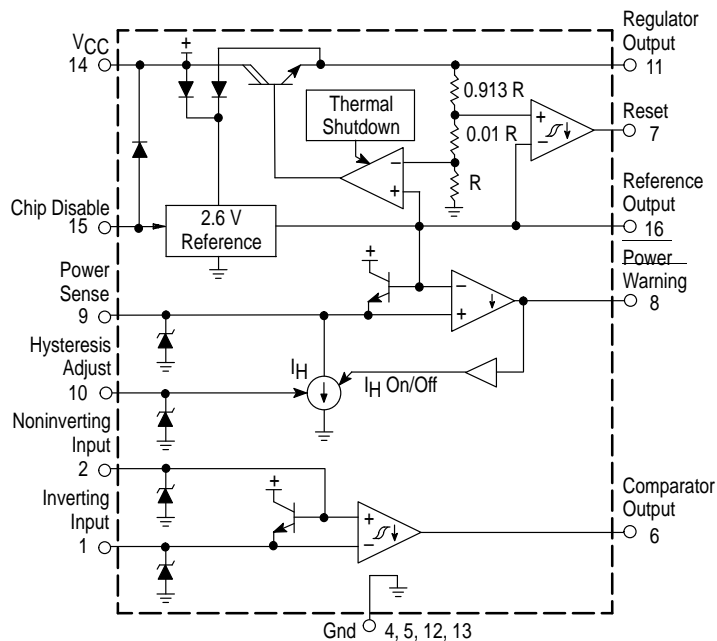 VCC
14
Regulator
Output
11
0.913 R
Thermal
Shutdown
Reset
7
0.01 R
R
Reference
Output
16
Chip Disable
15
2.6 V
Reference
Power
Sense
9
Power
Warning
8
Hysteresis
Adjust
10
IH
IH On/Off
Noninverting
Input
2
Inverting
Input
1
Comparator
Output
6
Gnd
4, 5, 12, 13